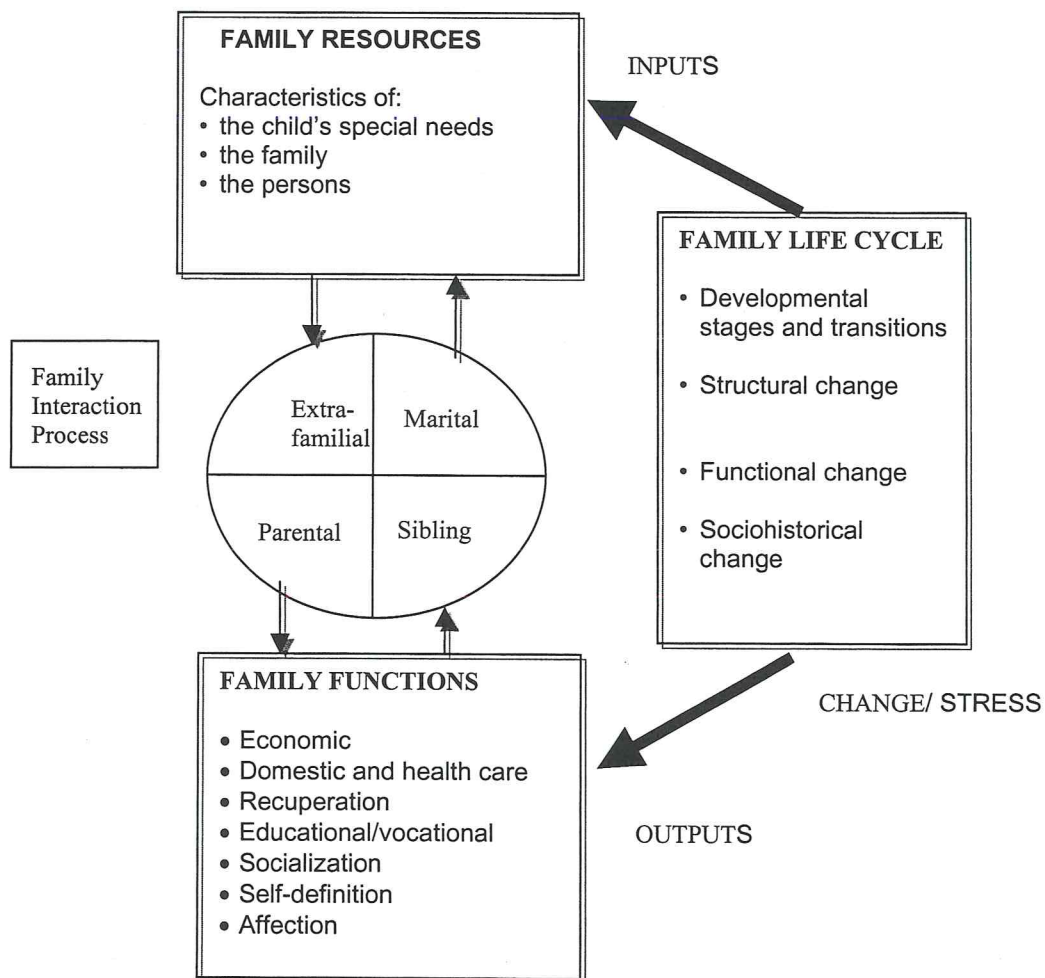 FAMILY RESOURCES
Characteristics of:
• the child's special needs
• the family
• the persons
INPUTS
FAMILY LIFE CYCLE
• Developmental
stages and transitions
• Structural change
• Functional change
• Sociohistorical
change
Family
Interaction
Process
Extra-
familial
Marital
Parental
Sibling
FAMILY FUNCTIONS
• Economic
• Domestic and health care
• Recuperation
• Educational/vocational
• Socialization
• Self-definition
• Affection
CHANGE/ STRESS
OUTPUTS